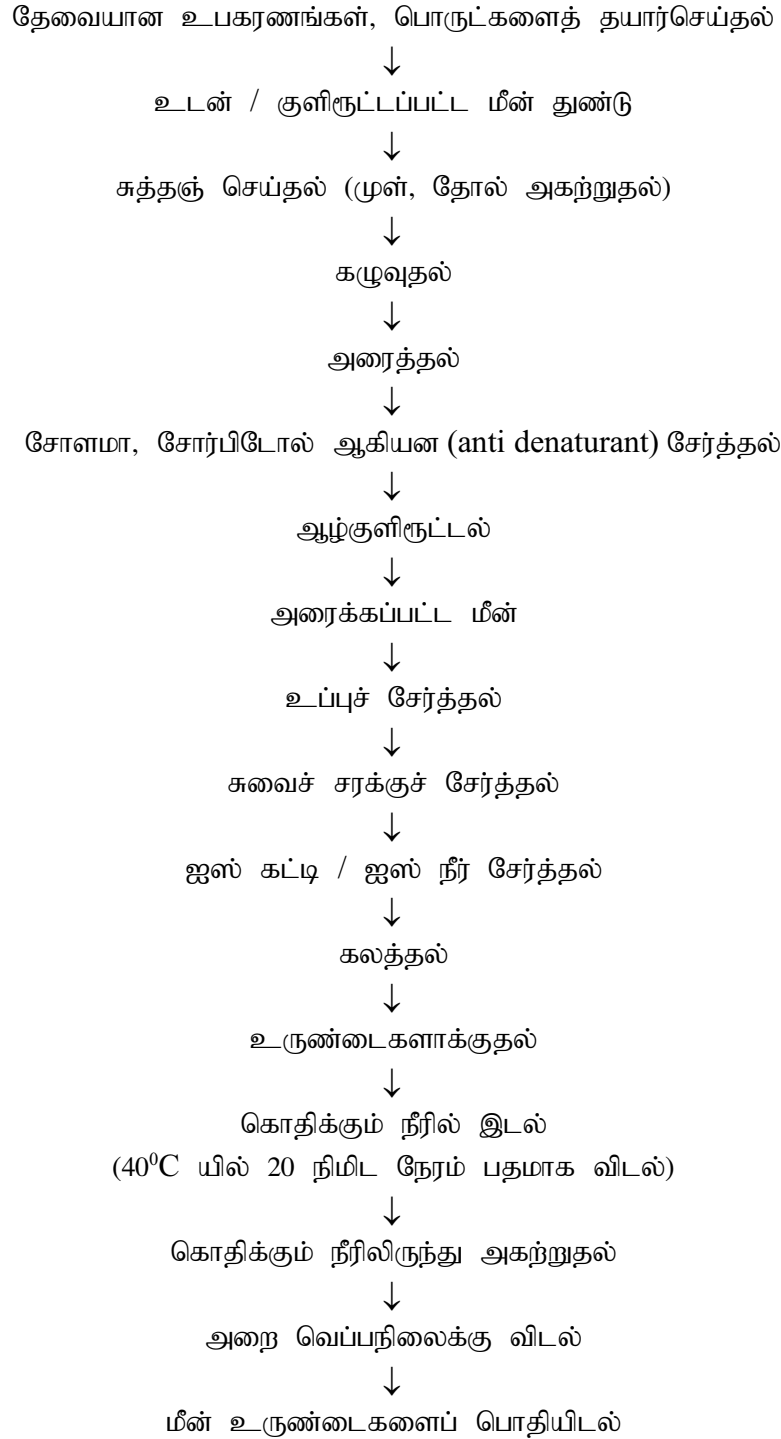 தேவையான உபகரணங்கள், பொருட்களைத் தயார்செய்தல்
↓
உடன் / குளிரூட்டப்பட்ட மீன் துண்டு
↓
சுத்தஞ் செய்தல் (முள், தோல் அகற்றுதல்)
↓
கழுவுதல்
↓
அரைத்தல்
↓
சோளமா, சோர்பிடோல் ஆகியன (anti denaturant) சேர்த்தல்
↓
ஆழ்குளிரூட்டல்
↓
அரைக்கப்பட்ட மீன்
↓
உப்புச் சேர்த்தல்
↓
சுவைச் சரக்குச் சேர்த்தல்
↓
ஐஸ் கட்டி / ஐஸ் நீர் சேர்த்தல்
↓
கலத்தல்
↓
உருண்டைகளாக்குதல்
↓
கொதிக்கும் நீரில் இடல்
(40⁰C யில் 20 நிமிட நேரம் பதமாக விடல்)
↓
கொதிக்கும் நீரிலிருந்து அகற்றுதல்
↓
அறை வெப்பநிலைக்கு விடல்
↓
மீன் உருண்டைகளைப் பொதியிடல்